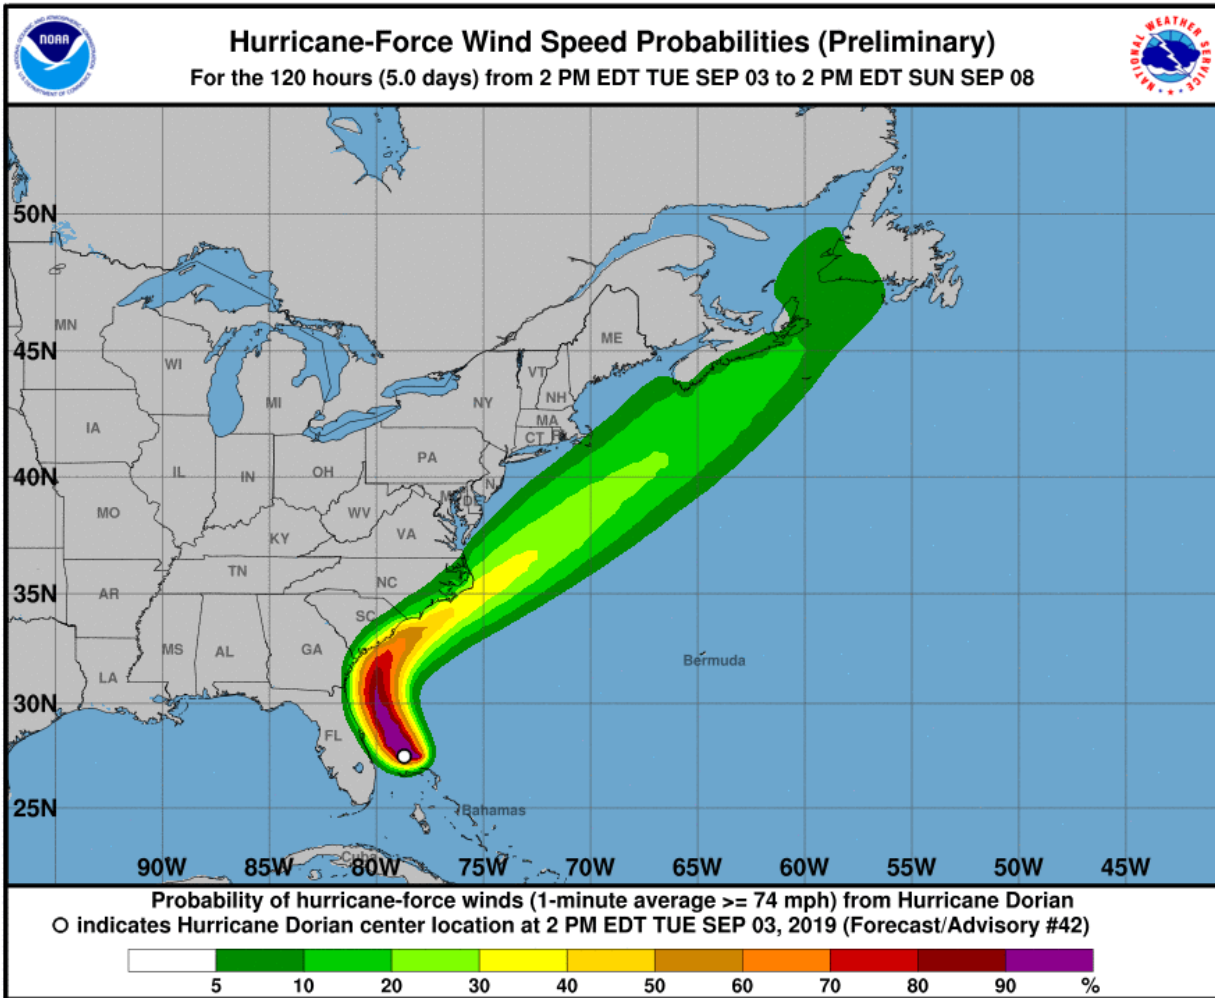 NOAA
Hurricane-Force Wind Speed Probabilities (Preliminary)
For the 120 hours (5.0 days) from 2 PM EDT TUE SEP 03 to 2 PM EDT SUN SEP 08
NATIONAL WEATHER SERVICE
50N
MN
ME
45N
WI
VT
NH
MI
NY
MA
IA
CT
PA
40N
IL
IN
OH
MO
WV
VA
KY
TN
NC
35N
AR
SC
MS
AL
GA
Bermuda
LA
30N
FL
25N
Bahamas
Cuba
90W 85W 80W 75W 70W 65W 60W 55W 50W 45W
Probability of hurricane-force winds (1-minute average >= 74 mph) from Hurricane Dorian
O indicates Hurricane Dorian center location at 2 PM EDT TUE SEP 03, 2019 (Forecast/Advisory #42)
5 10 20 30 40 50 60 70 80 90 %